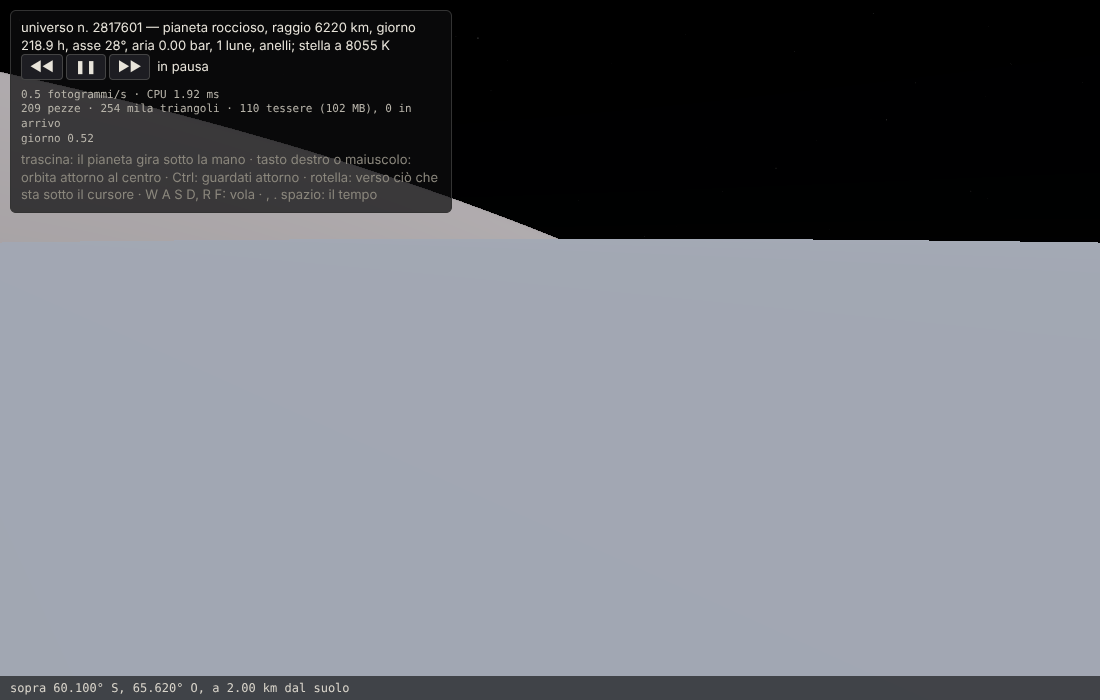 universo n. 2817601 — pianeta roccioso, raggio 6220 km, giorno
218.9 h, asse 28°, aria 0.00 bar, 1 lune, anelli; stella a 8055 K
in pausa
0.5 fotogrammi/s · CPU 1.92 ms
209 pezze · 254 mila triangoli · 110 tessere (102 MB), 0 in
arrivo
giorno 0.52
trascina: il pianeta gira sotto la mano · tasto destro o maiuscolo:
orbita attorno al centro · Ctrl: guardati attorno · rotella: verso ciò che
sta sotto il cursore · W A S D, R F: vola · , . spazio: il tempo
sopra 60.100° S, 65.620° O, a 2.00 km dal suolo